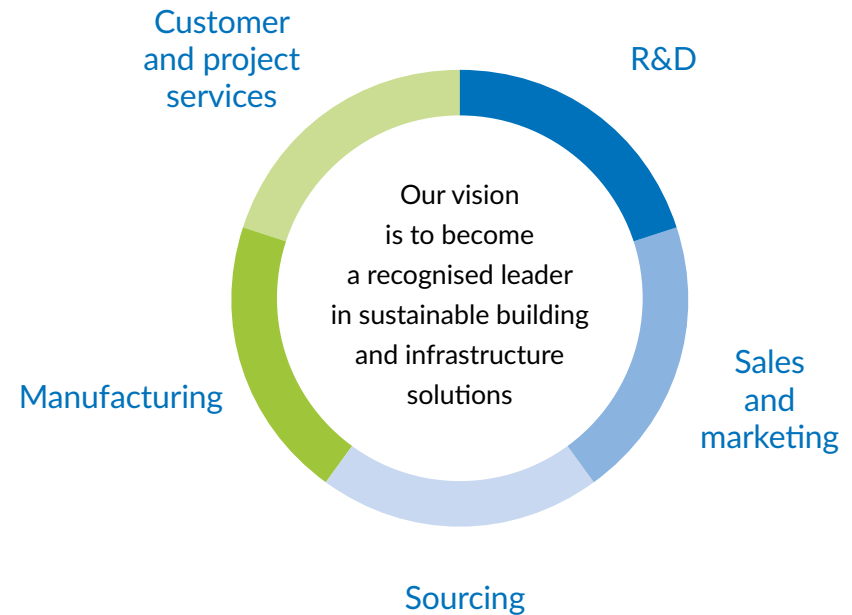 Customer
and project
services
R&D
Our vision
is to become
a recognised leader
in sustainable building
and infrastructure
solutions
Sales
and
marketing
Manufacturing
Sourcing